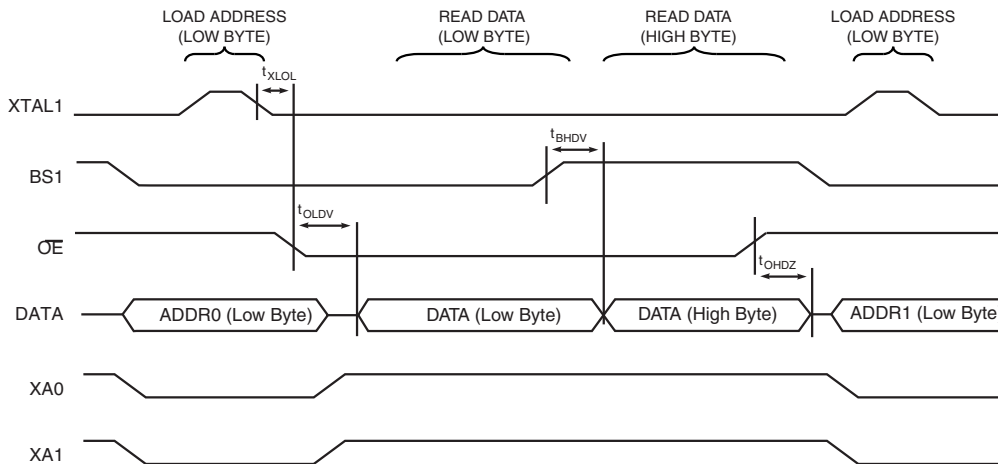 LOAD ADDRESS
(LOW BYTE)
READ DATA
(LOW BYTE)
READ DATA
(HIGH BYTE)
LOAD ADDRESS
(LOW BYTE)
tXLOL
XTAL1
tBHDV
BS1
tOLDV
OE
tOHDZ
DATA
ADDR0 (Low Byte)
DATA (Low Byte)
DATA (High Byte)
ADDR1 (Low Byte
XA0
XA1